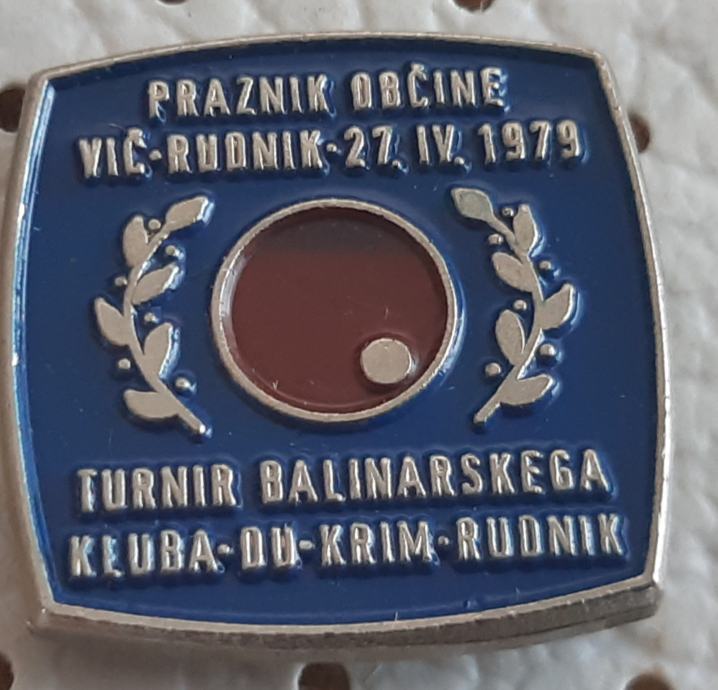 PRAZNIK OBČINE
VIČ-RUDNIK·27. IV. 1979
TURNIR BALINARSKEGA
KLUBA·DU-KRIM·RUDNIK